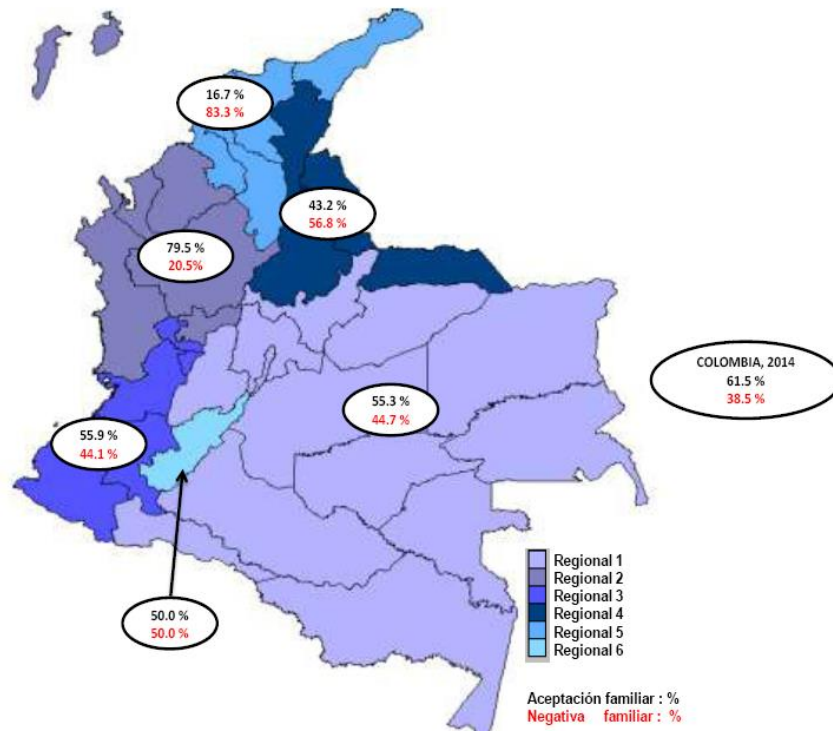 16.7 %
83.3 %
43.2 %
56.8 %
79.5 %
20.5%
COLOMBIA, 2014
61.5 %
38.5 %
55.3 %
44.7 %
55.9 %
44.1 %
50.0 %
50.0 %
Regional 1
Regional 2
Regional 3
Regional 4
Regional 5
Regional 6
Aceptación familiar : %
Negativa familiar : %